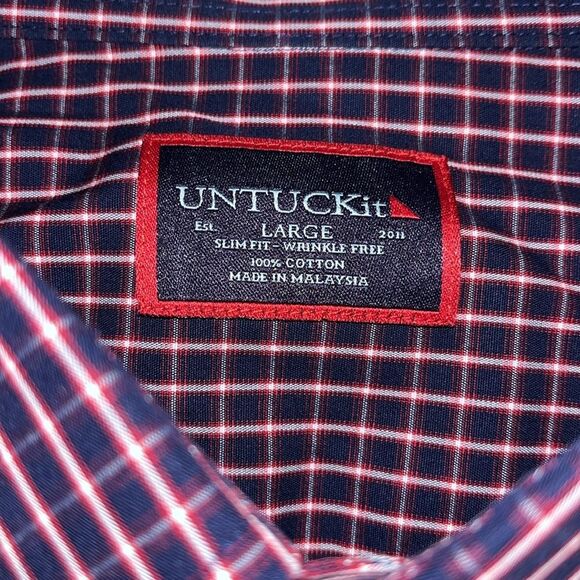 UNTUCKit
Est. LARGE 2011
SLIM FIT - WRINKLE FREE
100% COTTON
MADE IN MALAYSIA